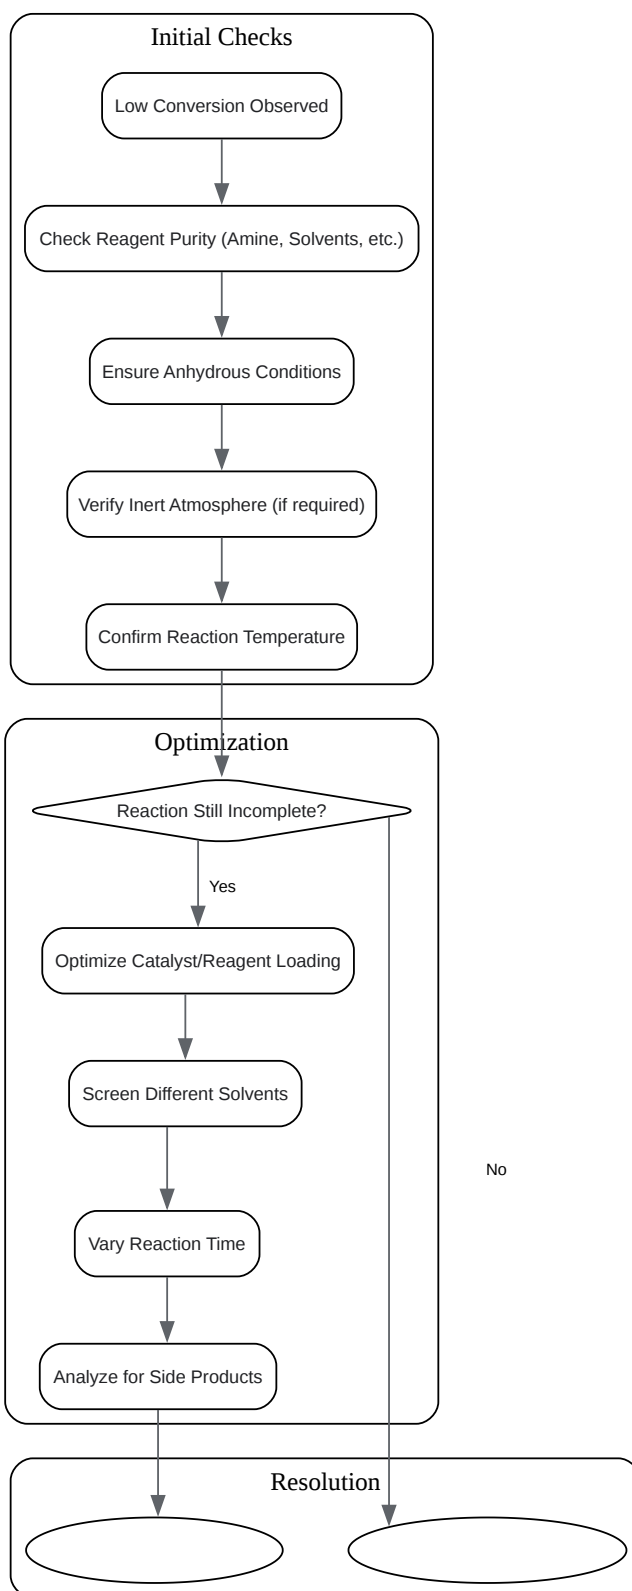 Initial Checks
Low Conversion Observed
Check Reagent Purity (Amine, Solvents, etc.)
Ensure Anhydrous Conditions
Verify Inert Atmosphere (if required)
Confirm Reaction Temperature
Optimization
Reaction Still Incomplete?
Yes
Optimize Catalyst/Reagent Loading
Screen Different Solvents
No
Vary Reaction Time
Analyze for Side Products
Resolution